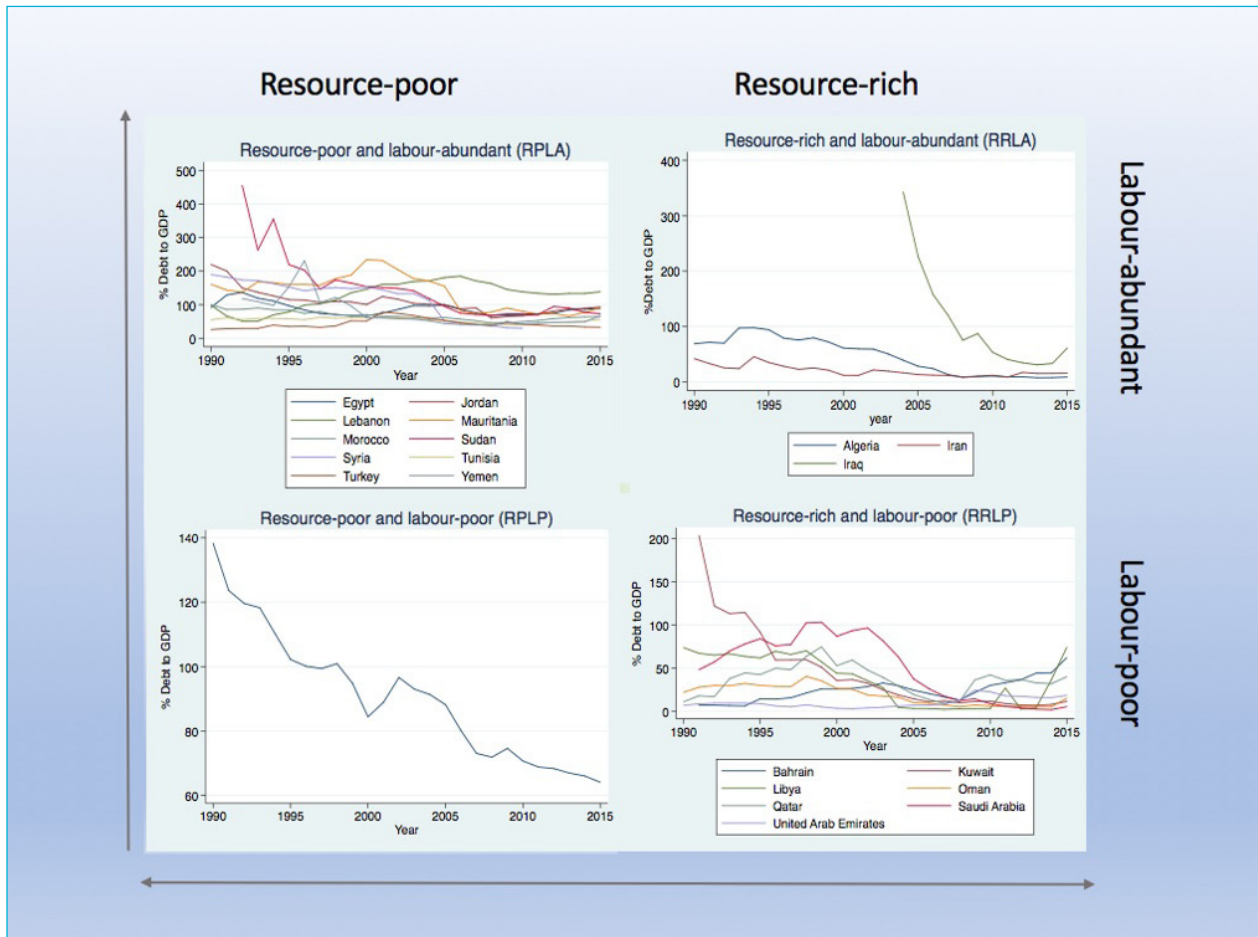 Resource-poor
Resource-rich
Resource-poor and labour-abundant (RPLA)
500
400
300
200
100
0
% Debt to GDP
1990
1995
2000
2005
2010
2015
Year
Egypt
Jordan
Lebanon
Mauritania
Morocco
Sudan
Syria
Tunisia
Turkey
Yemen
Resource-rich and labour-abundant (RRLA)
400
300
200
100
0
%Debt to GDP
1990
1995
2000
2005
2010
2015
year
Algeria
Iran
Iraq
Labour-abundant
Resource-poor and labour-poor (RPLP)
140
120
100
80
60
% Debt to GDP
1990
1995
2000
2005
2010
2015
Year
Resource-rich and labour-poor (RRLP)
200
150
100
50
0
% Debt to GDP
1990
1995
2000
2005
2010
2015
Year
Bahrain
Kuwait
Libya
Oman
Qatar
Saudi Arabia
United Arab Emirates
Labour-poor